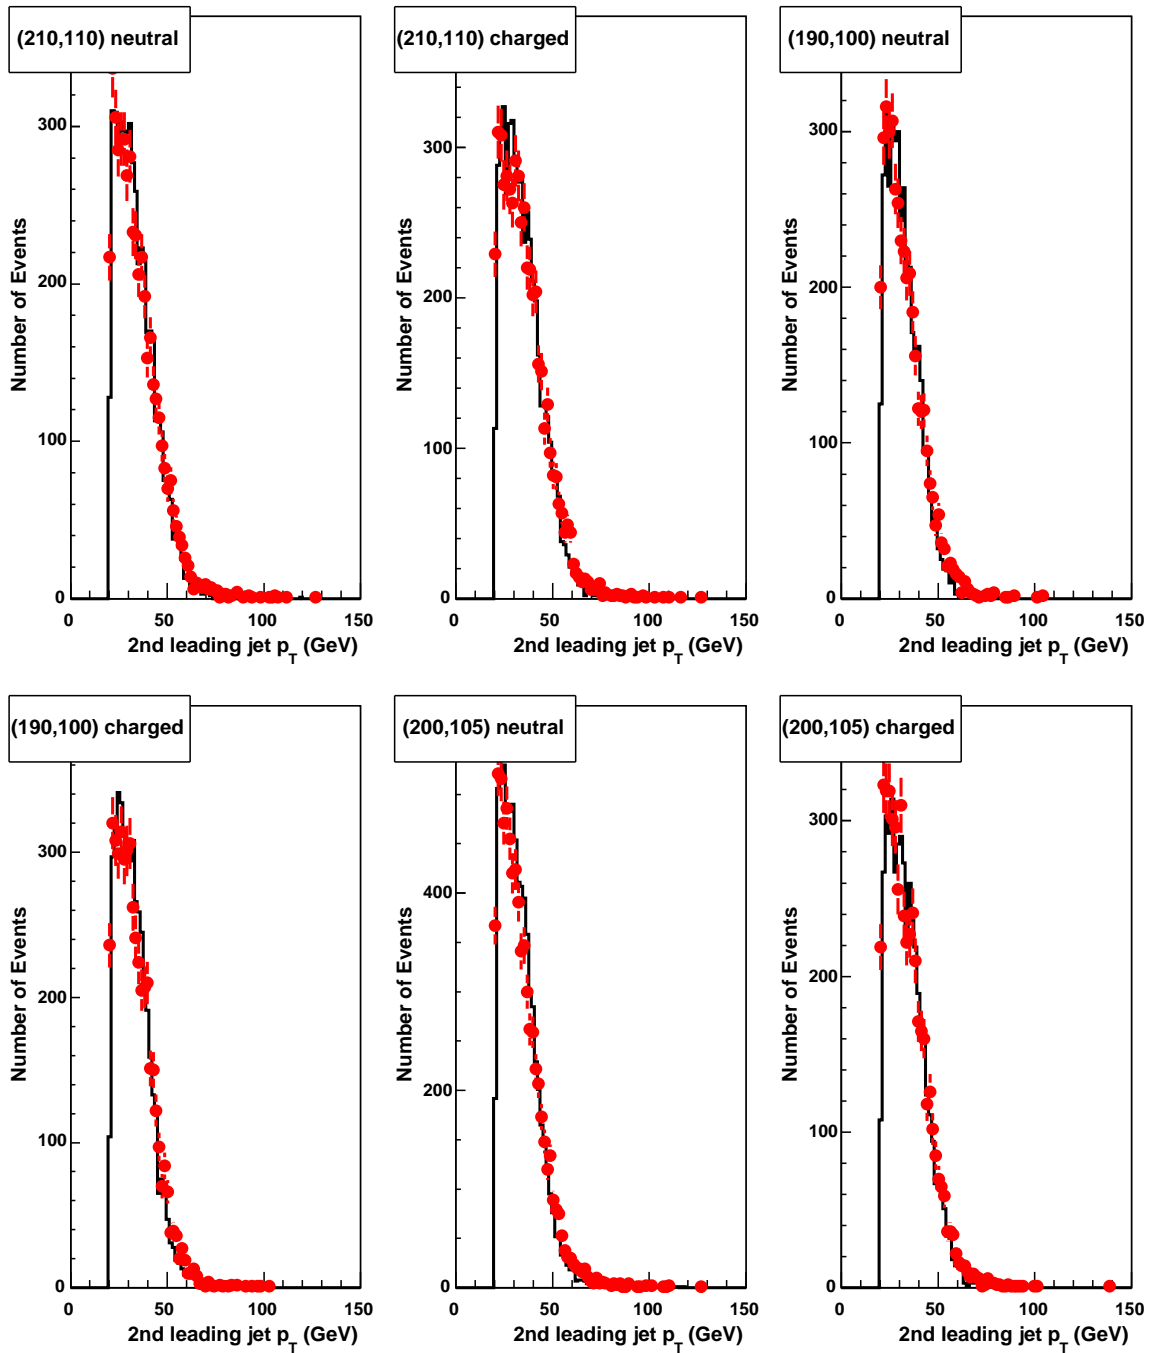 (210,110) neutral
Number of Events
300
200
100
0
0 50 100 150
2nd leading jet p_T (GeV)
(210,110) charged
Number of Events
300
200
100
0
0 50 100 150
2nd leading jet p_T (GeV)
(190,100) neutral
Number of Events
300
200
100
0
0 50 100 150
2nd leading jet p_T (GeV)
(190,100) charged
Number of Events
300
200
100
0
0 50 100 150
2nd leading jet p_T (GeV)
(200,105) neutral
Number of Events
400
200
0
0 50 100 150
2nd leading jet p_T (GeV)
(200,105) charged
Number of Events
300
200
100
0
0 50 100 150
2nd leading jet p_T (GeV)